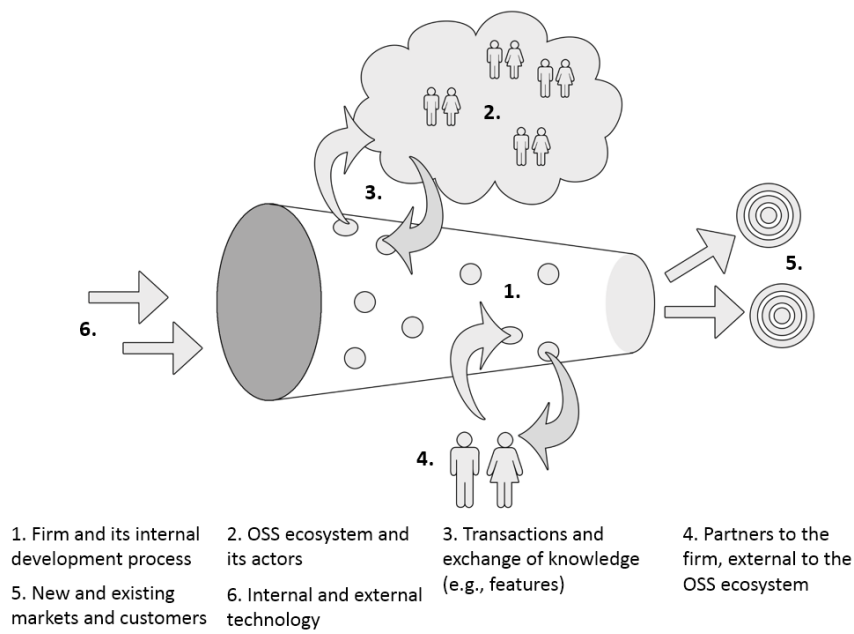 2.
3.
1.
5.
6.
4.
1. Firm and its internal
development process
2. OSS ecosystem and
its actors
3. Transactions and
exchange of knowledge
(e.g., features)
4. Partners to the
firm, external to the
OSS ecosystem
5. New and existing
markets and customers
6. Internal and external
technology